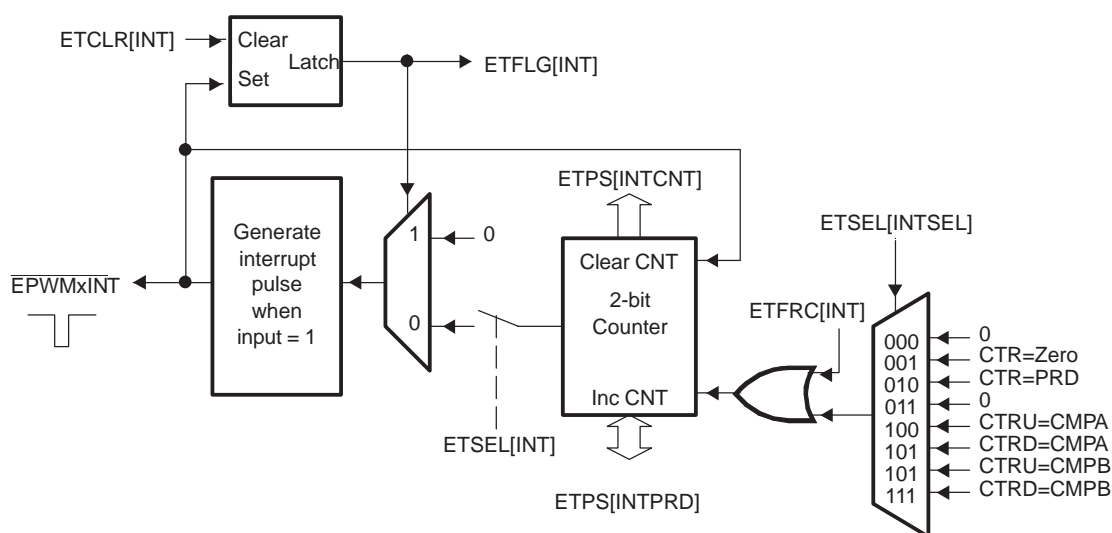 ETCLR[INT]
Clear
Latch
Set
ETFLG[INT]
ETPS[INTCNT]
ETSEL[INTSEL]
Generate
interrupt
pulse
when
input = 1
1
0
0
Clear CNT
2-bit
Counter
Inc CNT
EPWMxINT
ETFRC[INT]
ETSEL[INT]
ETPS[INTPRD]
000
001
010
011
100
101
101
111
0
CTR=Zero
CTR=PRD
0
CTRU=CMPA
CTRD=CMPA
CTRU=CMPB
CTRD=CMPB